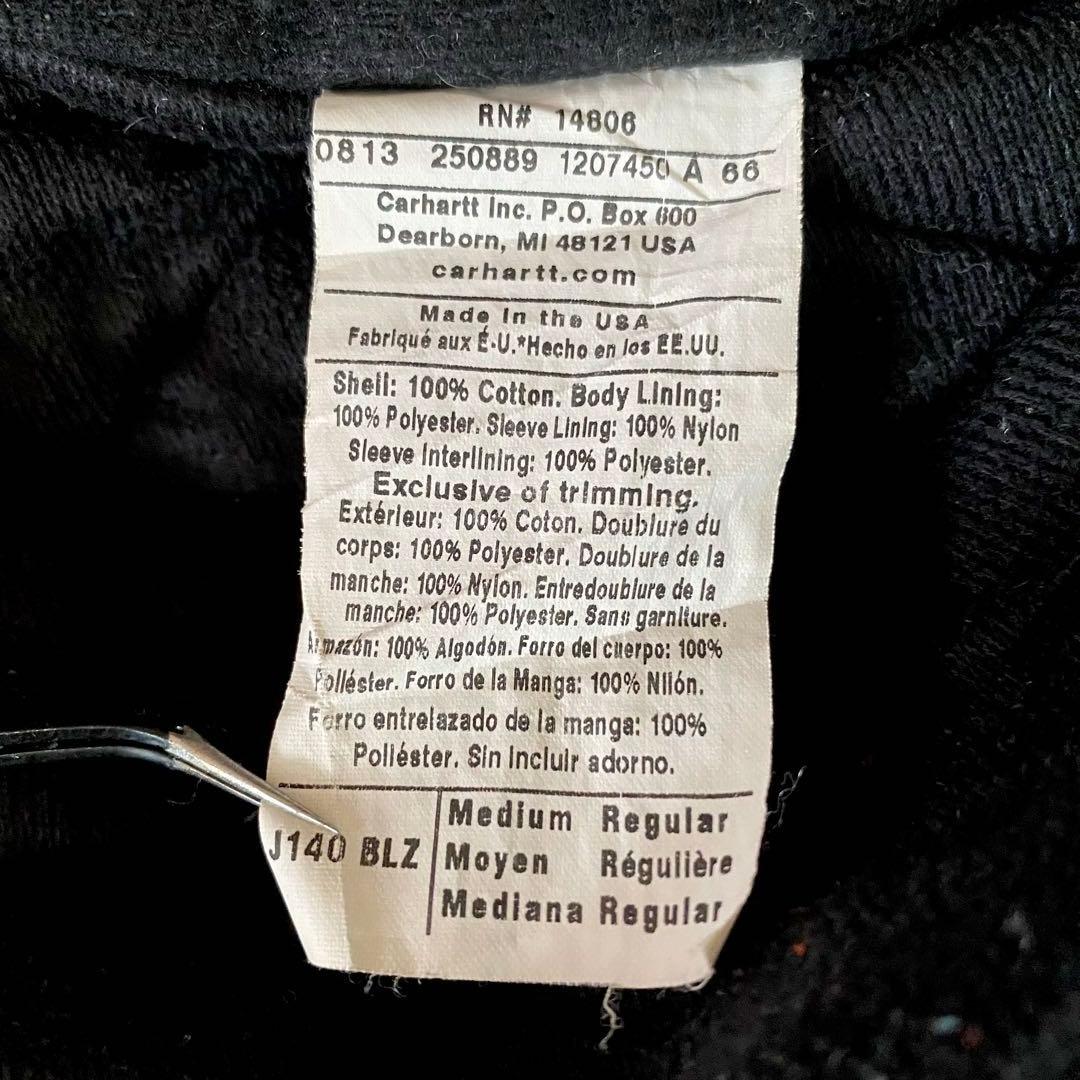 RN# 14806
0813 250889 1207450 A 66
Carhartt Inc. P.O. Box 600
Dearborn, MI 48121 USA
carhartt.com
Made in the USA
Fabriqué aux É-U.*Hecho en los EE.UU.
Shell: 100% Cotton. Body Lining:
100% Polyester. Sleeve Lining: 100% Nylon
Sleeve Interlining: 100% Polyester.
Exclusive of trimming.
Extérieur: 100% Coton. Doublure du
corps: 100% Polyester. Doublure de la
manche: 100% Nylon. Entredoublure de la
manche: 100% Polyester. Sans garniture.
Armazón: 100% Algodón. Forro del cuerpo: 100%
Poliéster. Forro de la Manga: 100% Nilón.
Forro entrelazado de la manga: 100%
Poliéster. Sin Incluir adorno.
J140 BLZ
Medium Regular
Moyen Régulière
Mediana Regular